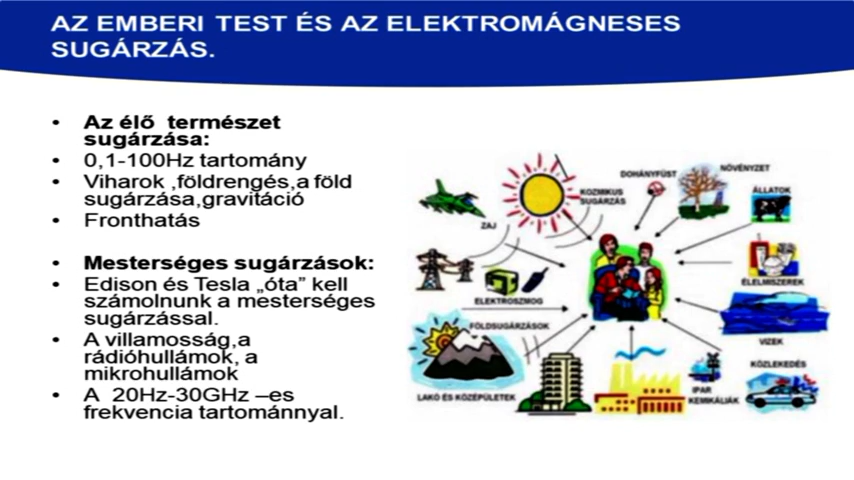 AZ EMBERI TEST ÉS AZ ELEKTROMÁGNESES
SUGÁRZÁS.
• Az élő természet
sugárzása:
• 0,1-100Hz tartomány
• Viharok ,földrengés,a föld
sugárzása,gravitáció
• Fronthatás
• Mesterséges sugárzások:
• Edison és Tesla „óta” kell
számolnunk a mesterséges
sugárzással.
• A villamosság,a
rádióhullámok, a
mikrohullámok
• A 20Hz-30GHz –es
frekvencia tartománnyal.
DOHÁNYFÜST
NÖVÉNYZET
KOZMIKUS
SUGÁRZÁS
ÁLLATOK
ZAJ
ÉLELMISZEREK
ELEKTROSZMOG
FÖLDSUGÁRZÁSOK
VIZEK
KÖZLEKEDÉS
IPAR
KEMIKÁLIÁK
LAKÓ ÉS KÖZÉPÜLETEK